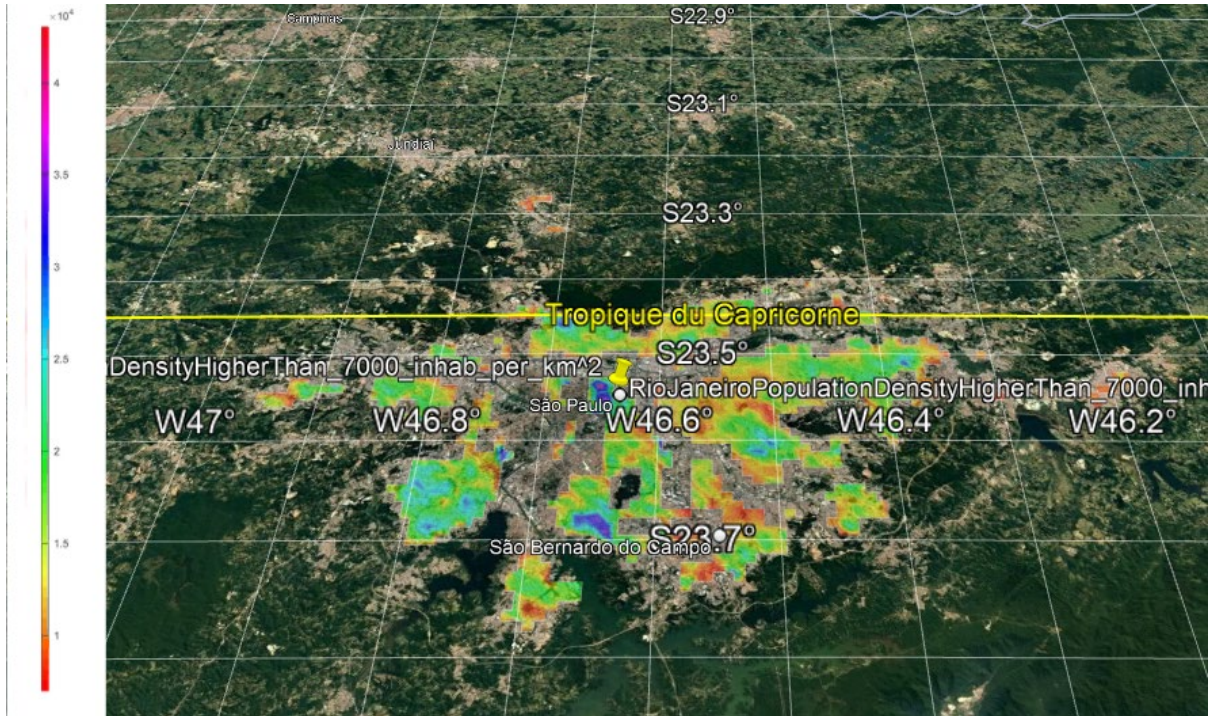 ×10⁴
4
3.5
3
2.5
2
1.5
1
Campinas
S22.9°
S23.1°
Jundiaí
S23.3°
Tropique du Capricorne
S23.5°
DensityHigherThan_7000_inhab_per_km^2
RioJaneiroPopulationDensityHigherThan_7000_inh
São Paulo
W47°
W46.8°
W46.6°
W46.4°
W46.2°
S23.7°
São Bernardo do Campo